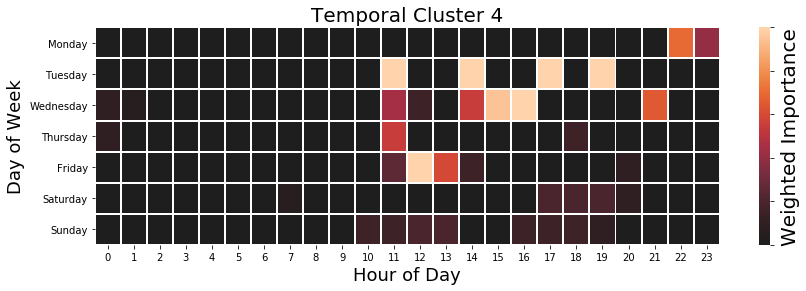 Temporal Cluster 4
Day of Week
Monday
Tuesday
Wednesday
Thursday
Friday
Saturday
Sunday
0 1 2 3 4 5 6 7 8 9 10 11 12 13 14 15 16 17 18 19 20 21 22 23
Hour of Day
Weighted Importance